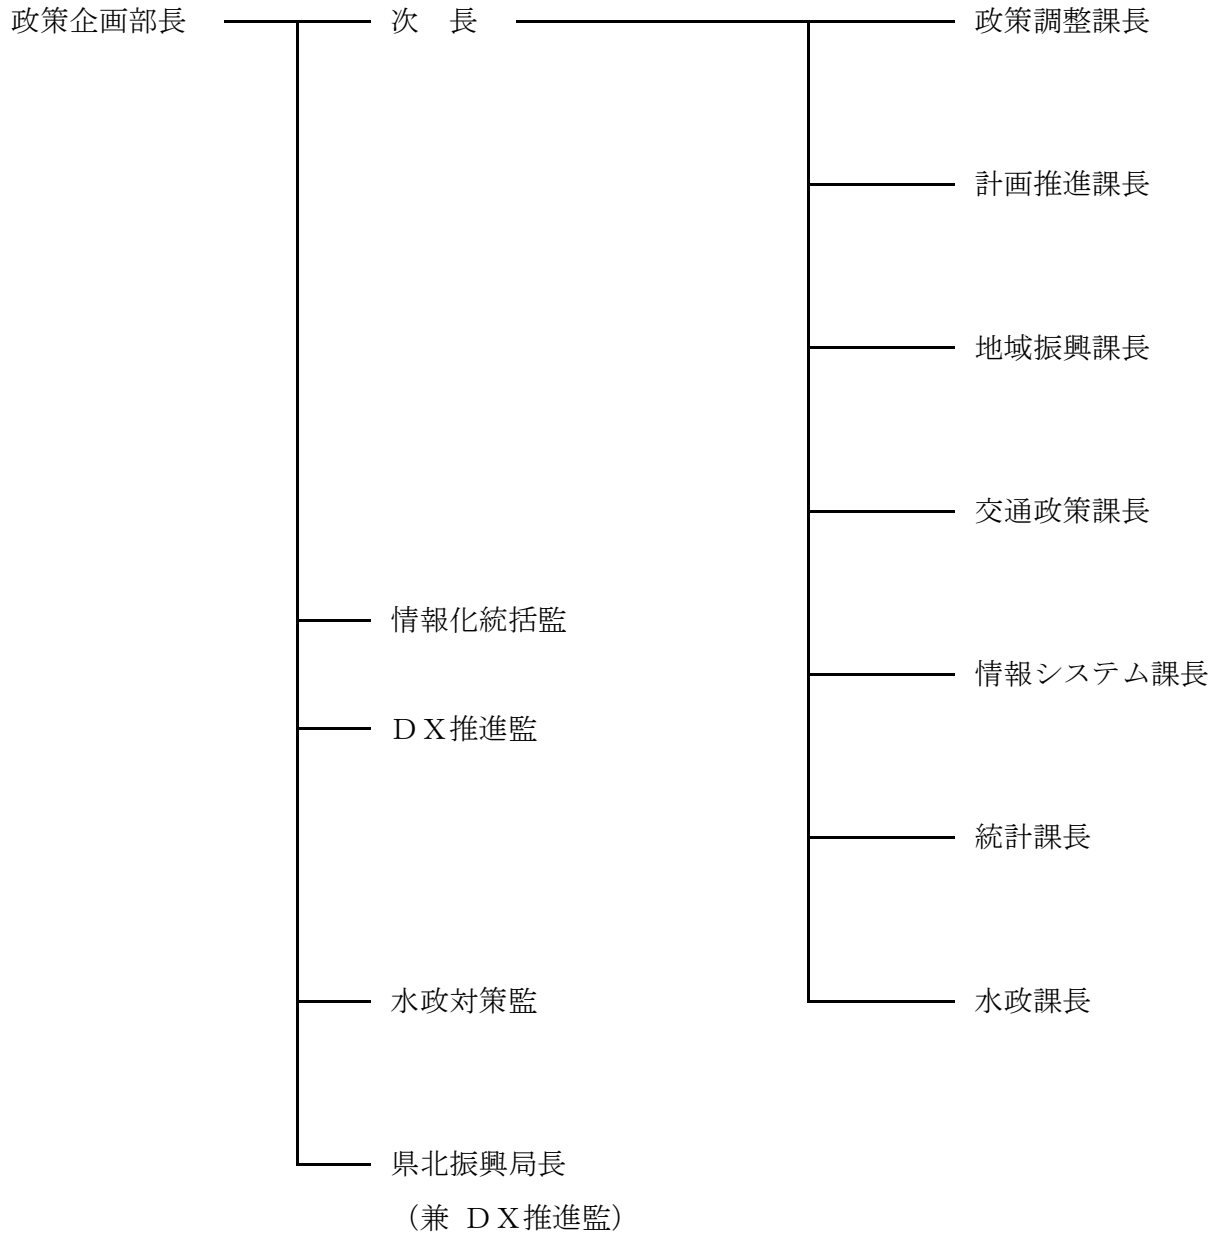 政策企画部長
次　長
政策調整課長
計画推進課長
地域振興課長
交通政策課長
情報化統括監
情報システム課長
ＤＸ推進監
統計課長
水政対策監
水政課長
県北振興局長
（兼 ＤＸ推進監）